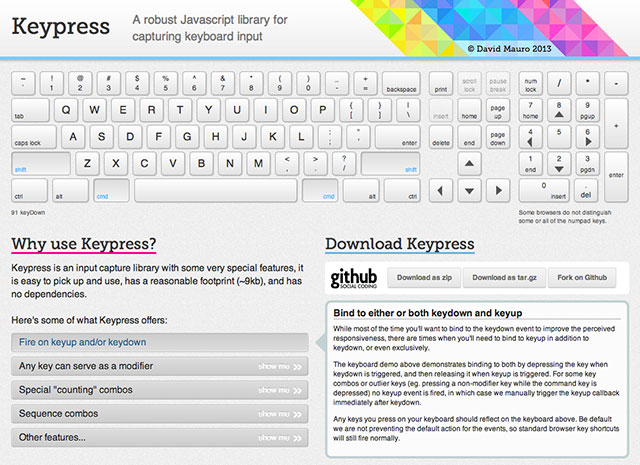 Keypress
A robust Javascript library for
capturing keyboard input
© David Mauro 2013
~ ` ! 1 @ 2 # 3 $ 4 % 5 ^ 6 & 7 * 8 ( 9 ) 0 _ - + = backspace print scroll lock pause break num lock / * -
tab Q W E R T Y U I O P { [ } ] | \ insert home page up 7 home 8 9 pgup +
caps lock A S D F G H J K L : ; " ' enter delete end page down 4 5 6
shift Z X C V B N M < , > . ? / shift 1 end 2 3 pgdn enter
ctrl alt cmd cmd alt ctrl 0 insert . del
91 keyDown
Some browsers do not distinguish
some or all of the numpad keys.
Why use Keypress?
Keypress is an input capture library with some very special features, it
is easy to pick up and use, has a reasonable footprint (~9kb), and has
no dependencies.
Here's some of what Keypress offers:
Fire on keyup and/or keydown
Any key can serve as a modifier show me
Special "counting" combos show me
Sequence combos show me
Other features... show me
Download Keypress
github
SOCIAL CODING
Download as zip
Download as tar.gz
Fork on Github
Bind to either or both keydown and keyup
While most of the time you'll want to bind to the keydown event to improve the perceived
responsiveness, there are times when you'll need to bind to keyup in addition to
keydown, or even exclusively.
The keyboard demo above demonstrates binding to both by depressing the key when
keydown is triggered, and then releasing it when keyup is triggered. For some key
combos or outlier keys (eg. pressing a non-modifier key while the command key is
depressed) no keyup event is fired, in which case we manually trigger the keyup callback
immediately after keydown.
Any keys you press on your keyboard should reflect on the keyboard above. Be default
we are not preventing the default action for the events, so standard browser key shortcuts
will still fire normally.